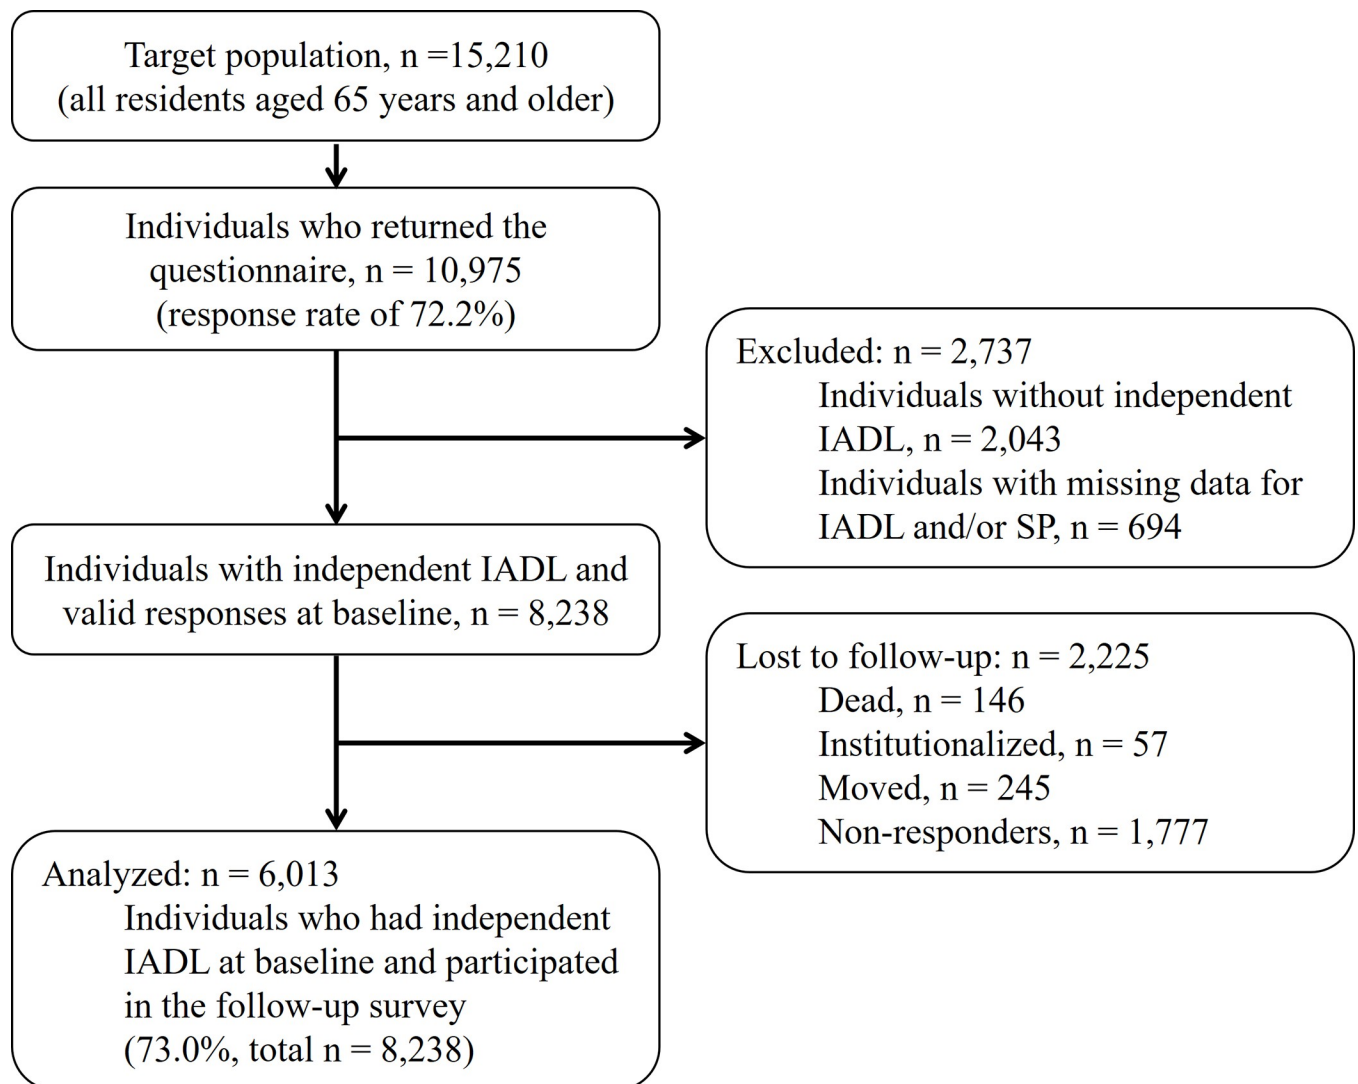 Target population, n =15,210
(all residents aged 65 years and older)
Individuals who returned the
questionnaire, n = 10,975
(response rate of 72.2%)
Excluded: n = 2,737
Individuals without independent
IADL, n = 2,043
Individuals with missing data for
IADL and/or SP, n = 694
Individuals with independent IADL and
valid responses at baseline, n = 8,238
Lost to follow-up: n = 2,225
Dead, n = 146
Institutionalized, n = 57
Moved, n = 245
Non-responders, n = 1,777
Analyzed: n = 6,013
Individuals who had independent
IADL at baseline and participated
in the follow-up survey
(73.0%, total n = 8,238)